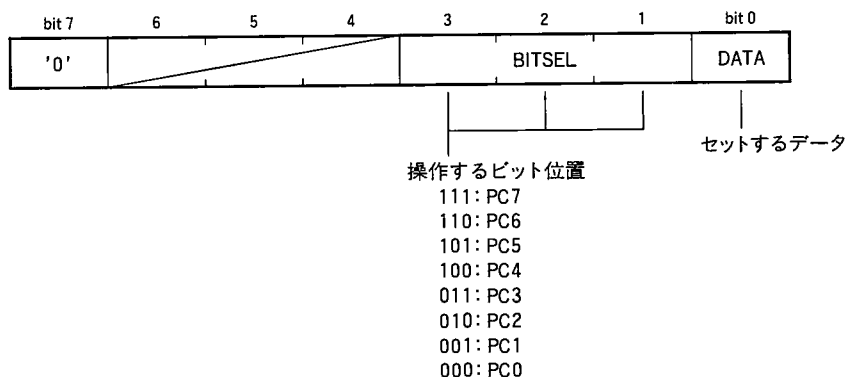 bit 7 6 5 4 3 2 1 bit 0
'0' BITSEL DATA
セットするデータ
操作するビット位置
111: PC7
110: PC6
101: PC5
100: PC4
011: PC3
010: PC2
001: PC1
000: PC0